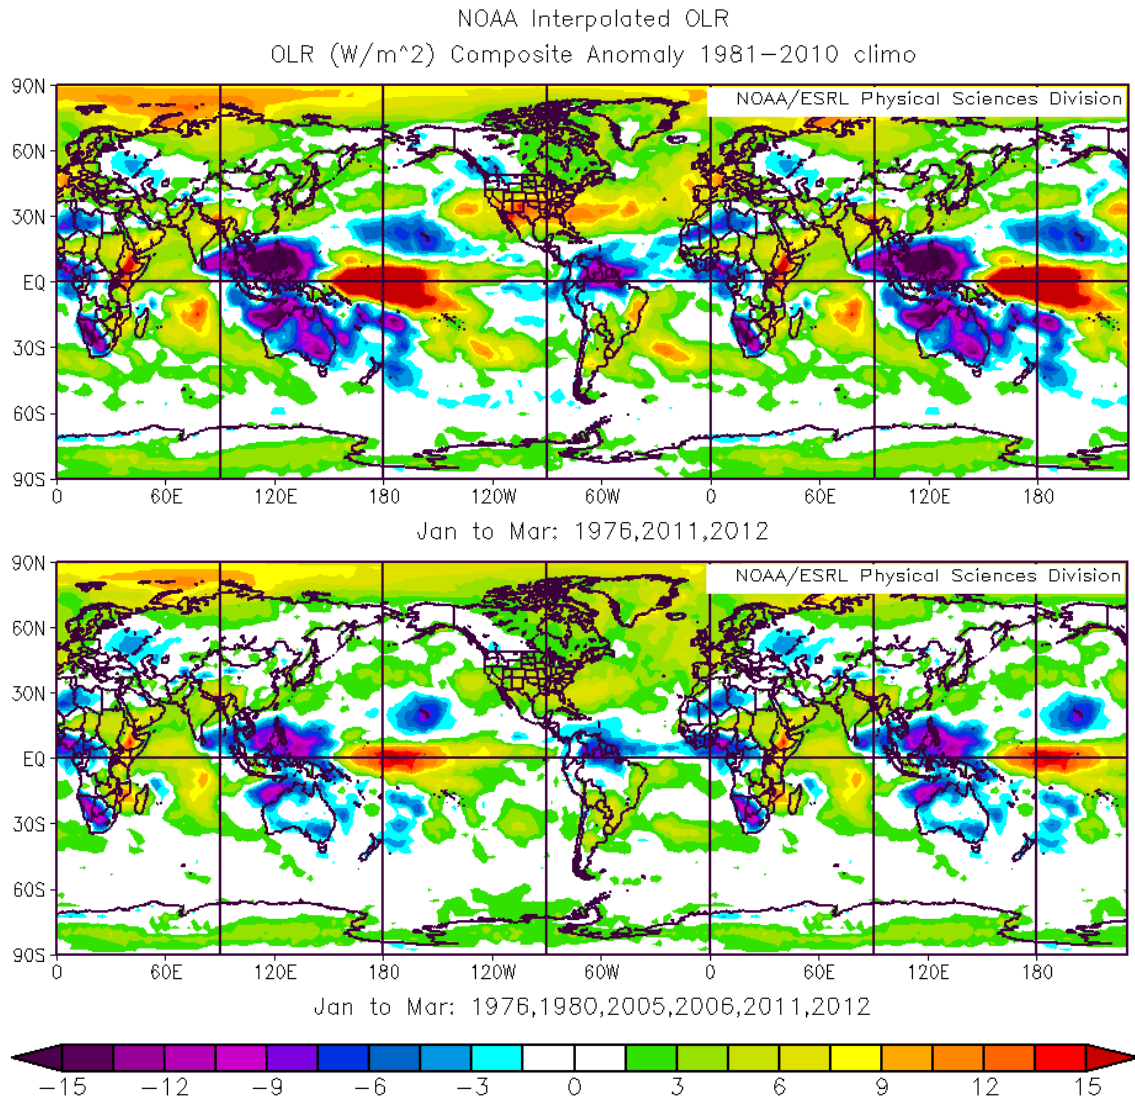 NOAA Interpolated OLR
OLR (W/m^2) Composite Anomaly 1981−2010 climo
NOAA/ESRL Physical Sciences Division
90N
60N
30N
EQ
30S
60S
90S
0 60E 120E 180 120W 60W 0 60E 120E 180
Jan to Mar: 1976,2011,2012
NOAA/ESRL Physical Sciences Division
90N
60N
30N
EQ
30S
60S
90S
0 60E 120E 180 120W 60W 0 60E 120E 180
Jan to Mar: 1976,1980,2005,2006,2011,2012
−15 −12 −9 −6 −3 0 3 6 9 12 15